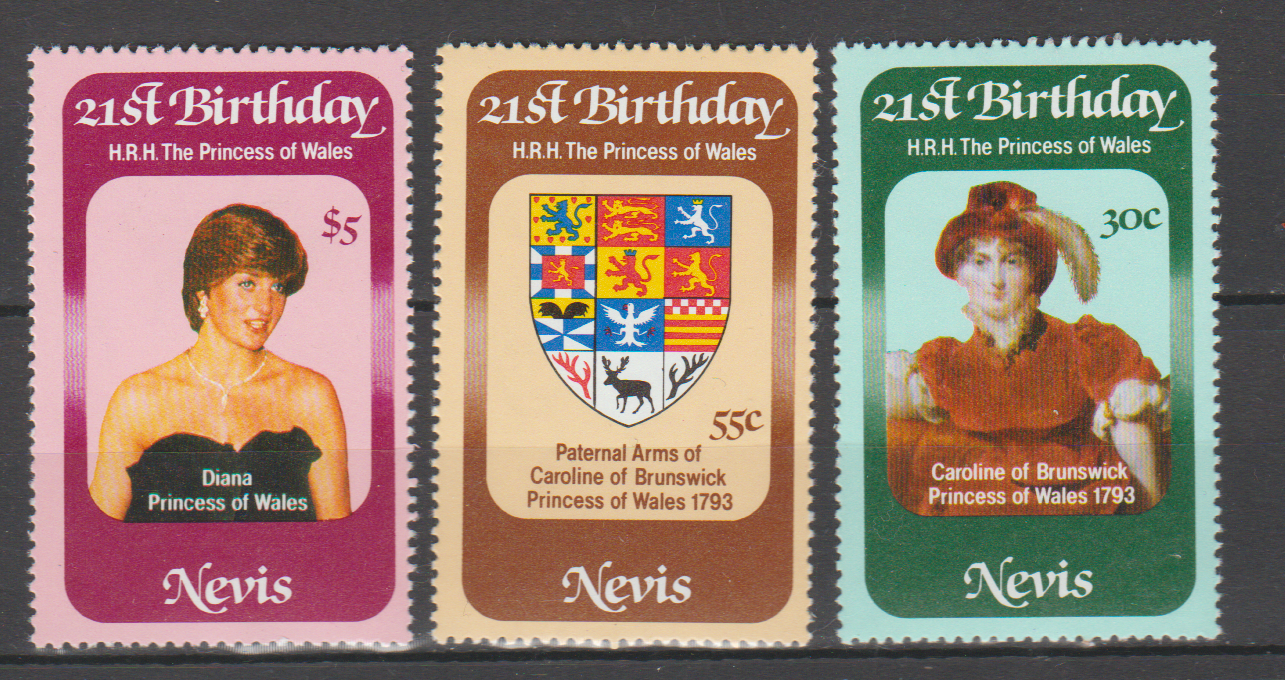 21st Birthday
H.R.H. The Princess of Wales
$5
Diana
Princess of Wales
Nevis
21st Birthday
H.R.H. The Princess of Wales
55c
Paternal Arms of
Caroline of Brunswick
Princess of Wales 1793
Nevis
21st Birthday
H.R.H. The Princess of Wales
30c
Caroline of Brunswick
Princess of Wales 1793
Nevis